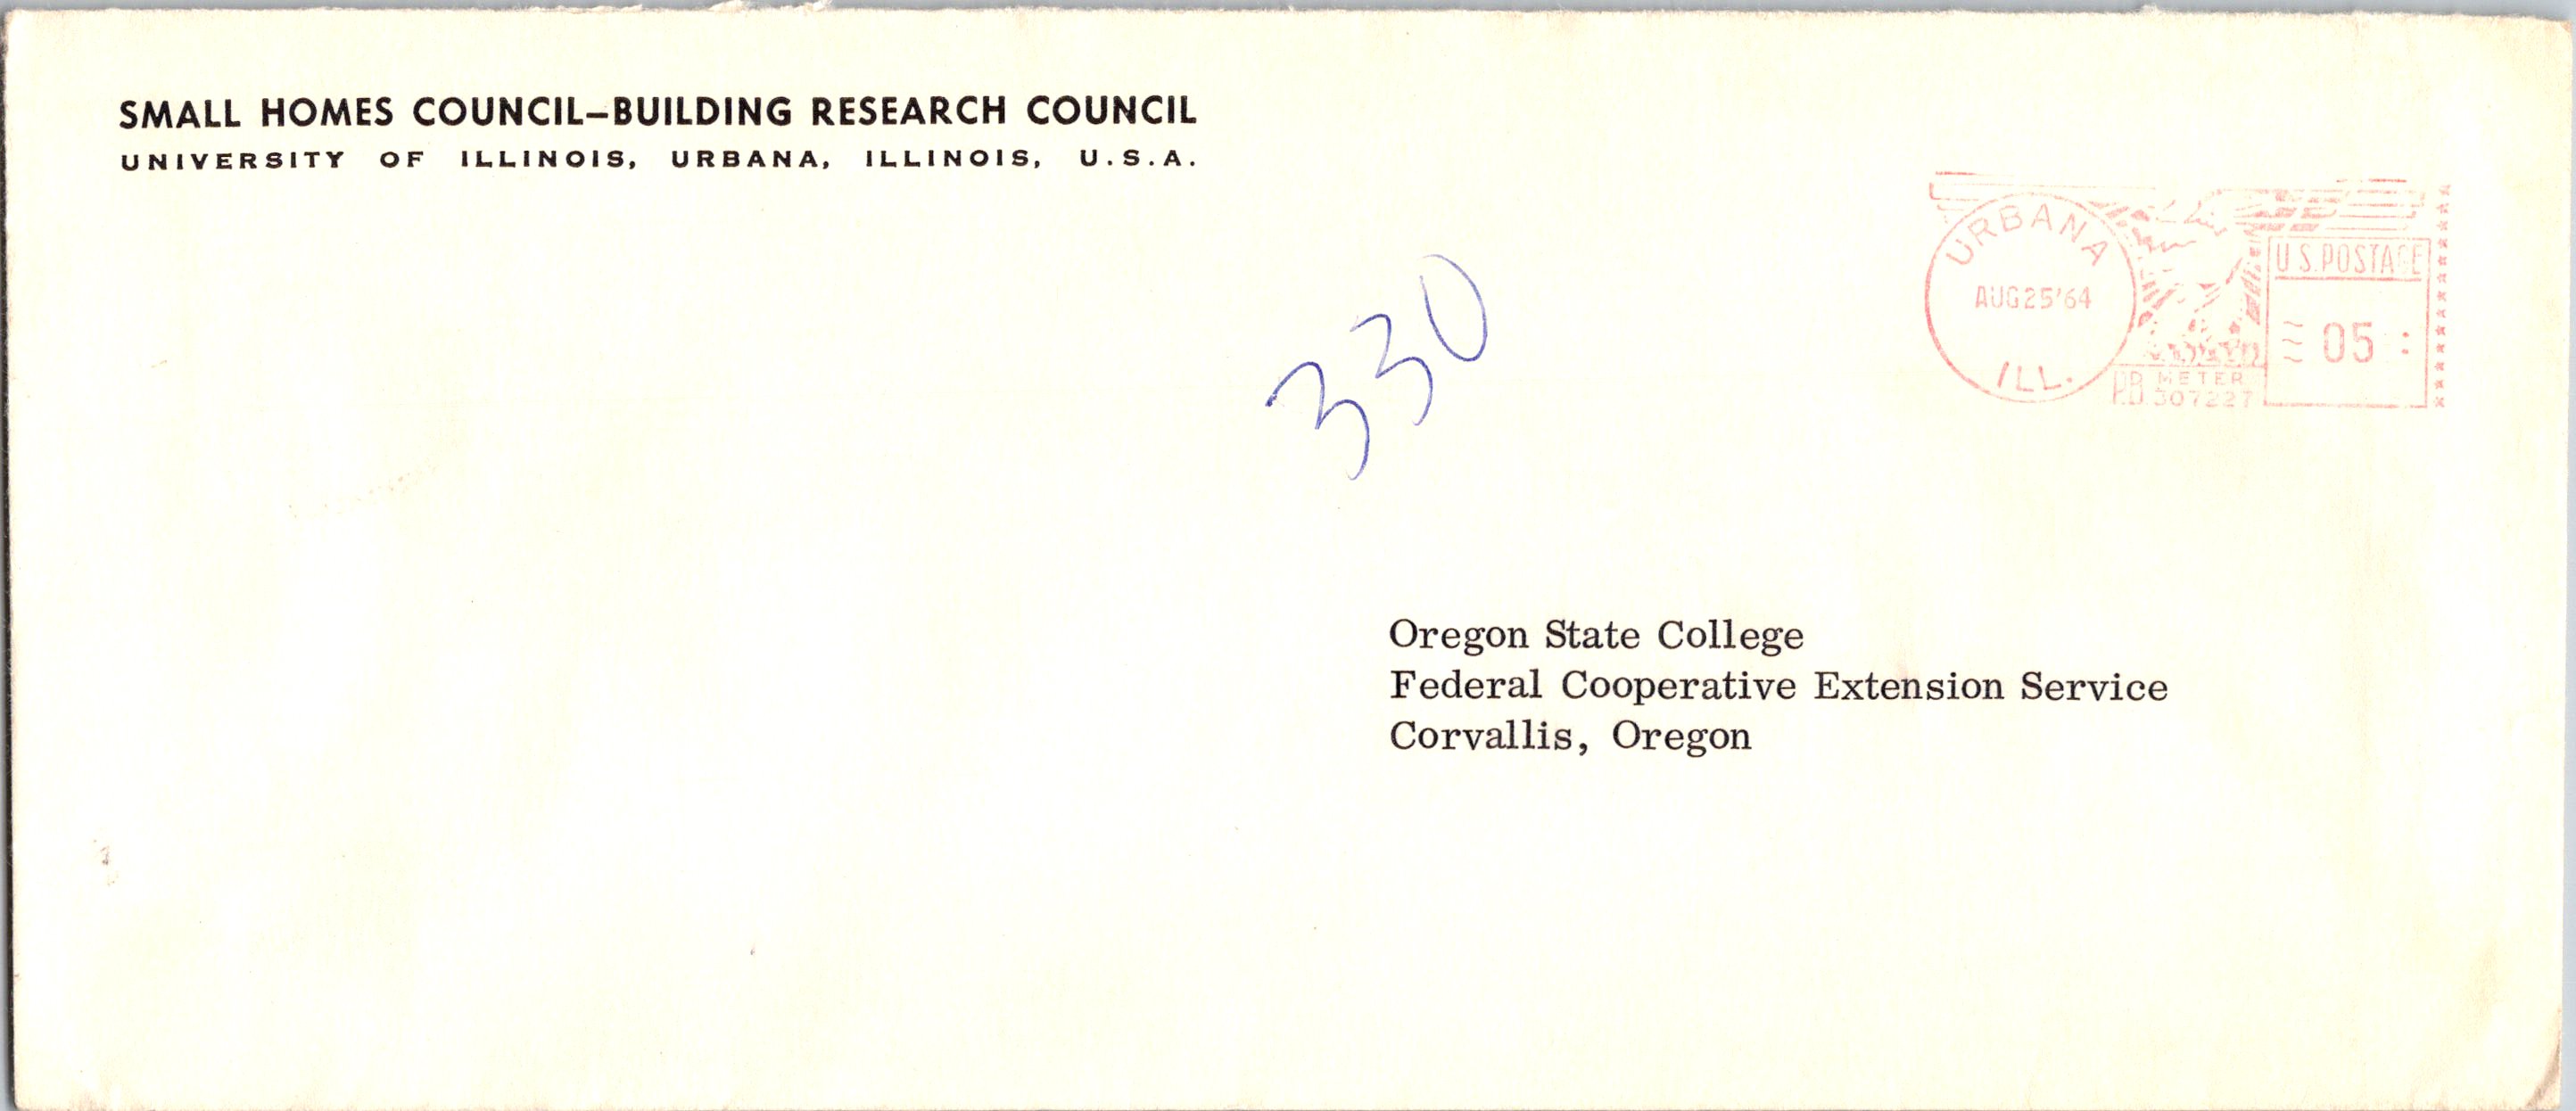 SMALL HOMES COUNCIL–BUILDING RESEARCH COUNCIL
UNIVERSITY OF ILLINOIS, URBANA, ILLINOIS, U.S.A.
URBANA
AUG 25 '64
ILL.
U.S. POSTAGE
05
P.B. METER
307227
330
Oregon State College
Federal Cooperative Extension Service
Corvallis, Oregon